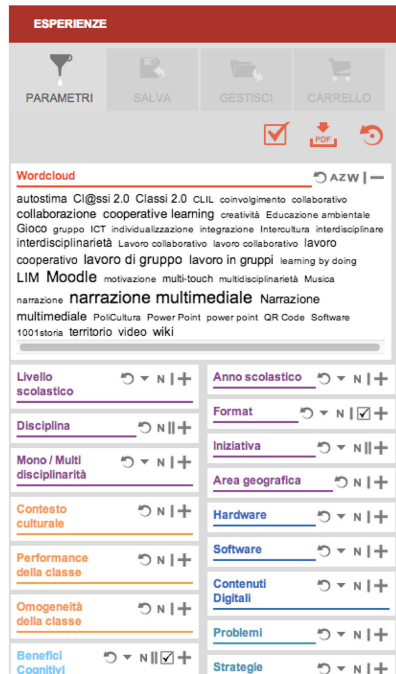 ESPERIENZE
PARAMETRI SALVA GESTISCI CARRELLO
PDF
Wordcloud AZW
autostima Cl@ssi 2.0 Classi 2.0 CLIL coinvolgimento collaborativo
collaborazione cooperative learning creatività Educazione ambientale
Gioco gruppo ICT individualizzazione integrazione Intercultura interdisciplinare
interdisciplinarietà Lavoro collaborativo lavoro collaborativo lavoro
cooperativo lavoro di gruppo lavoro in gruppi learning by doing
LIM Moodle motivazione multi-touch multidisciplinarietà Musica
narrazione narrazione multimediale Narrazione
multimediale PoliCultura Power Point power point QR Code Software
1001storia territorio video wiki
Livello
scolastico N
Disciplina N
Mono / Multi
disciplinarità N
Contesto
culturale N
Performance
della classe N
Omogeneità
della classe N
Benefici
Cognitivi N
Anno scolastico N
Format N
Iniziativa N
Area geografica N
Hardware N
Software N
Contenuti
Digitali N
Problemi N
Strategie N